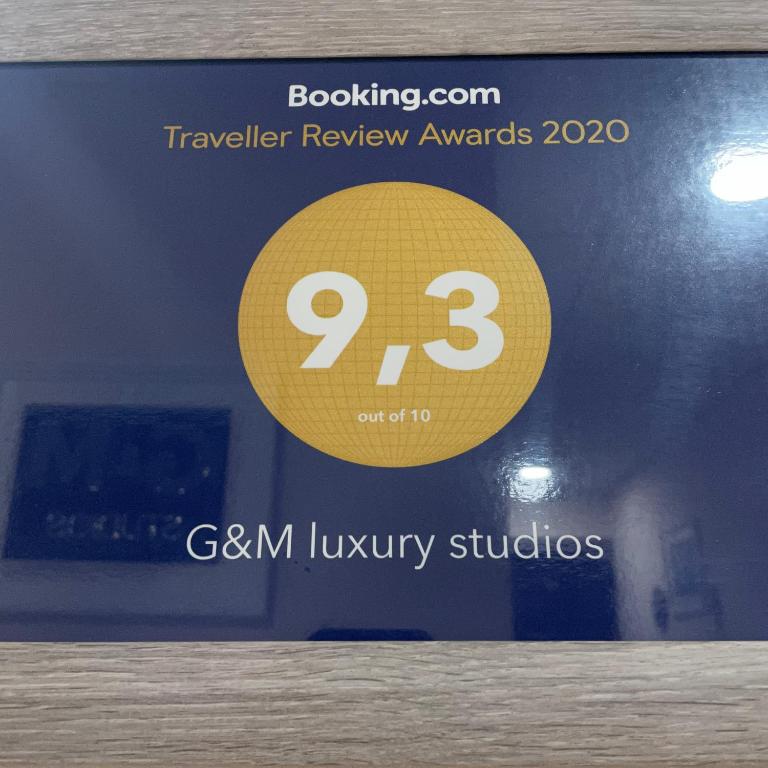 Booking.com
Traveller Review Awards 2020
9,3
out of 10
G&M luxury studios